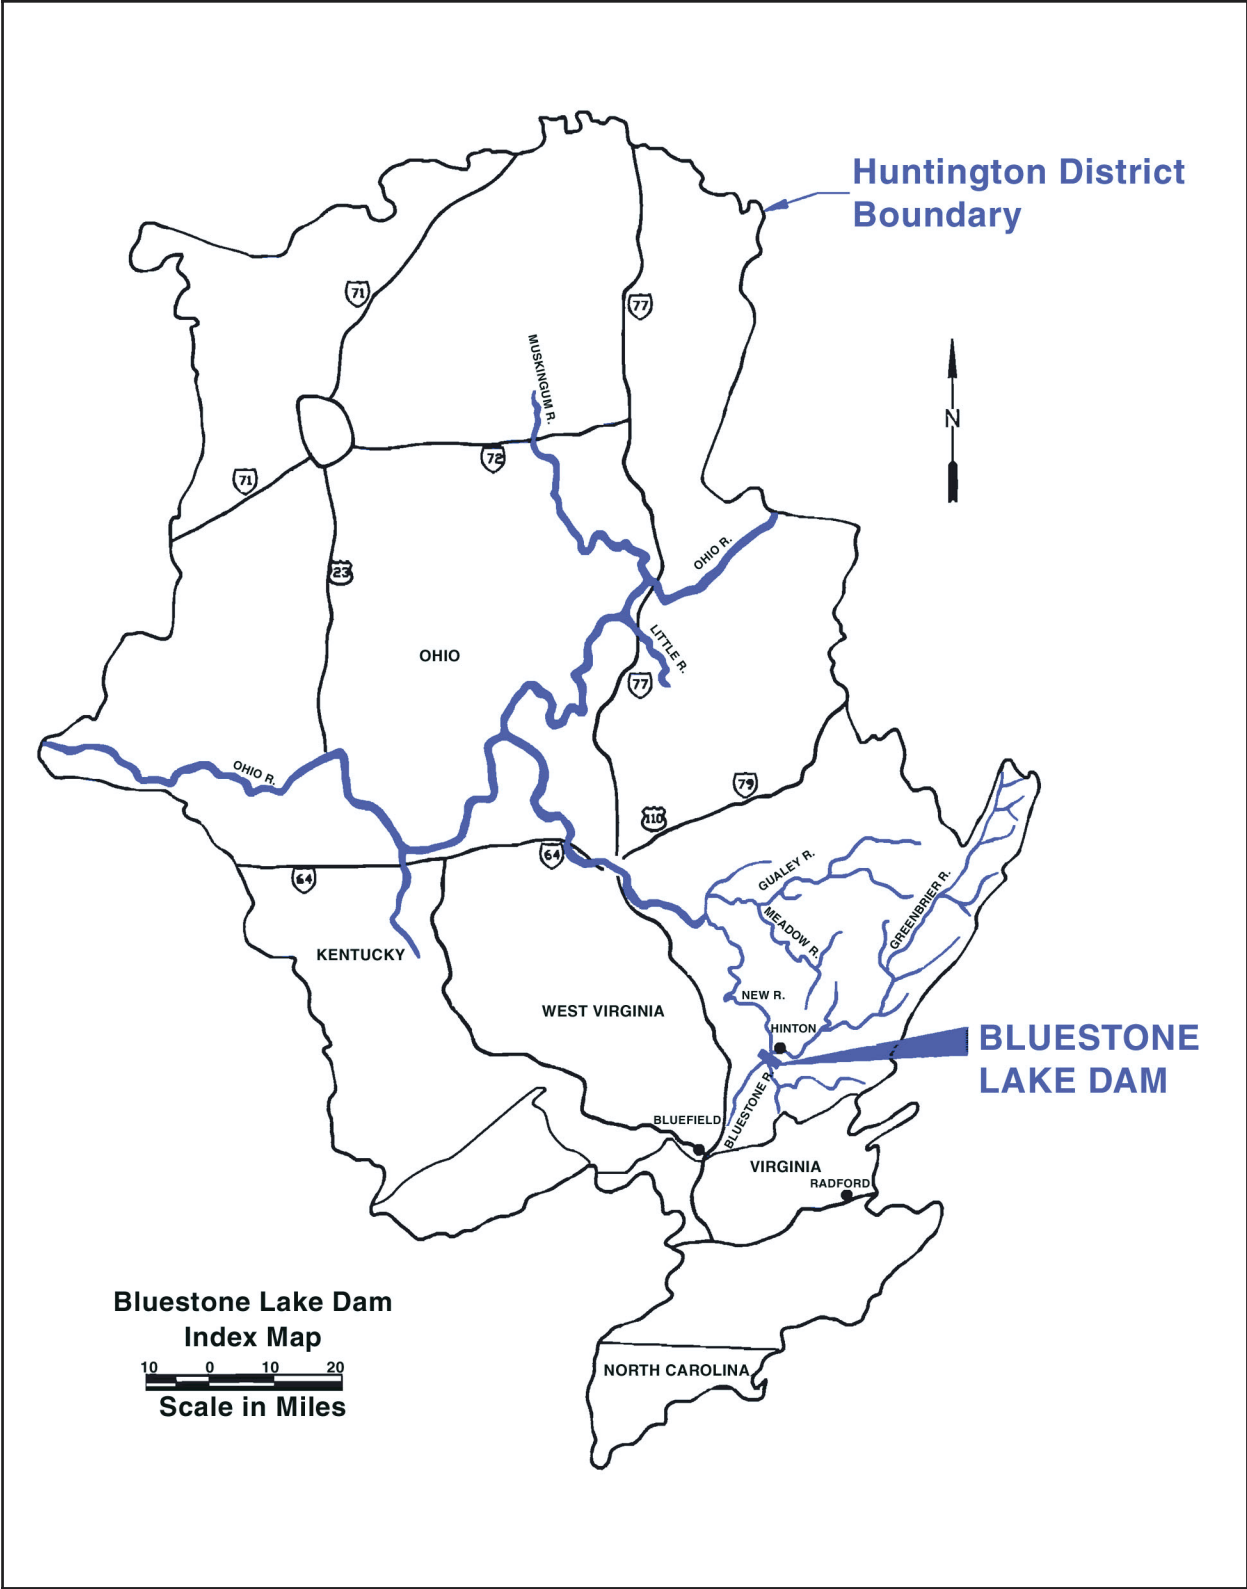 Huntington District
Boundary
71
77
MUSKINGUM R.
N
72
71
OHIO R.
23
LITTLE R.
OHIO
77
OHIO R.
79
110
64
64
GUALEY R.
GREENBRIER R.
MEADOW R.
KENTUCKY
NEW R.
WEST VIRGINIA
HINTON
BLUESTONE
LAKE DAM
BLUESTONE R.
BLUEFIELD
VIRGINIA
RADFORD
Bluestone Lake Dam
Index Map
10 0 10 20
Scale in Miles
NORTH CAROLINA